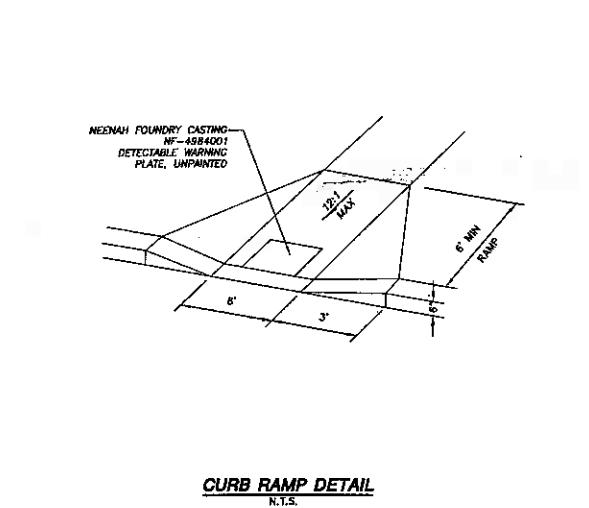 NEENAH FOUNDRY CASTING
NF-4984001
DETECTABLE WARNING
PLATE, UNPAINTED
12:1
MAX
6' MIN
RAMP
6'
3'
6"
CURB RAMP DETAIL
N.T.S.